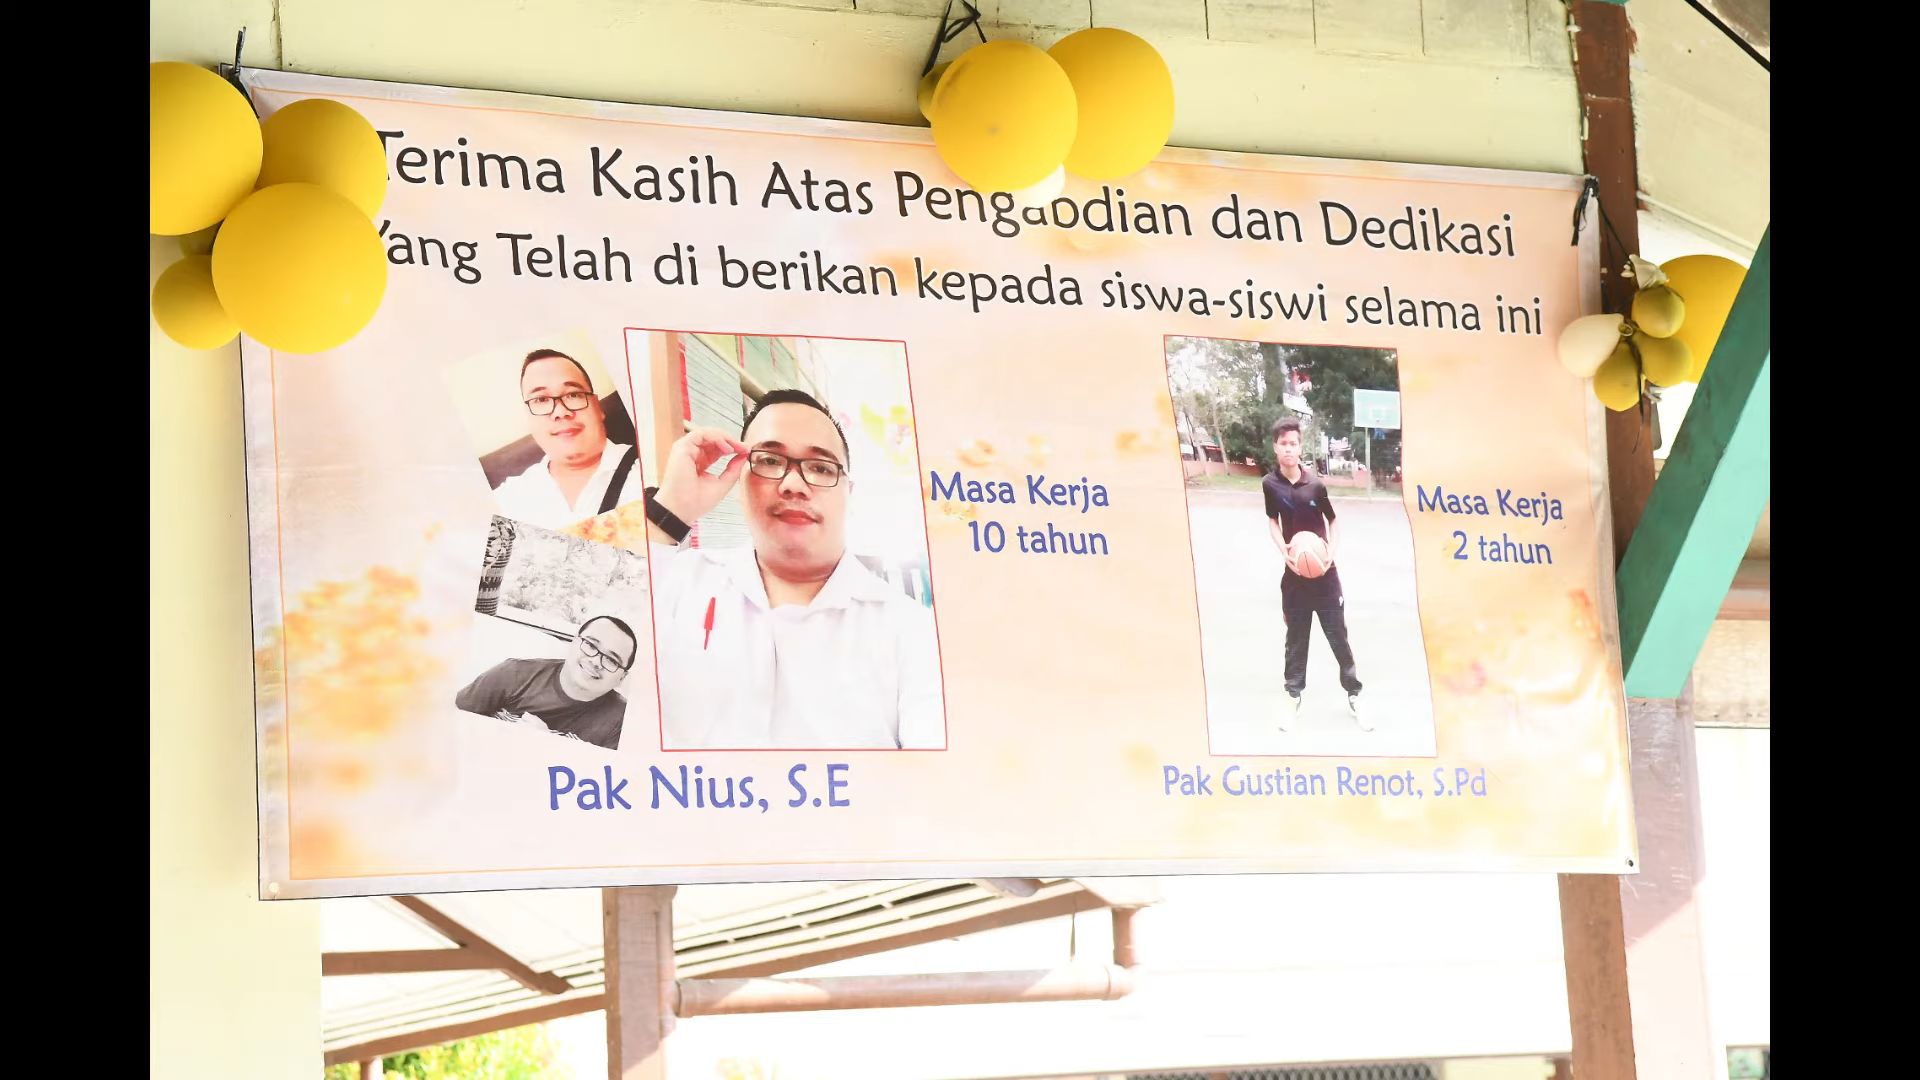 Terima Kasih Atas Pengabdian dan Dedikasi
Yang Telah di berikan kepada siswa-siswi selama ini
Masa Kerja
10 tahun
Masa Kerja
2 tahun
Pak Nius, S.E
Pak Gustian Renot, S.Pd